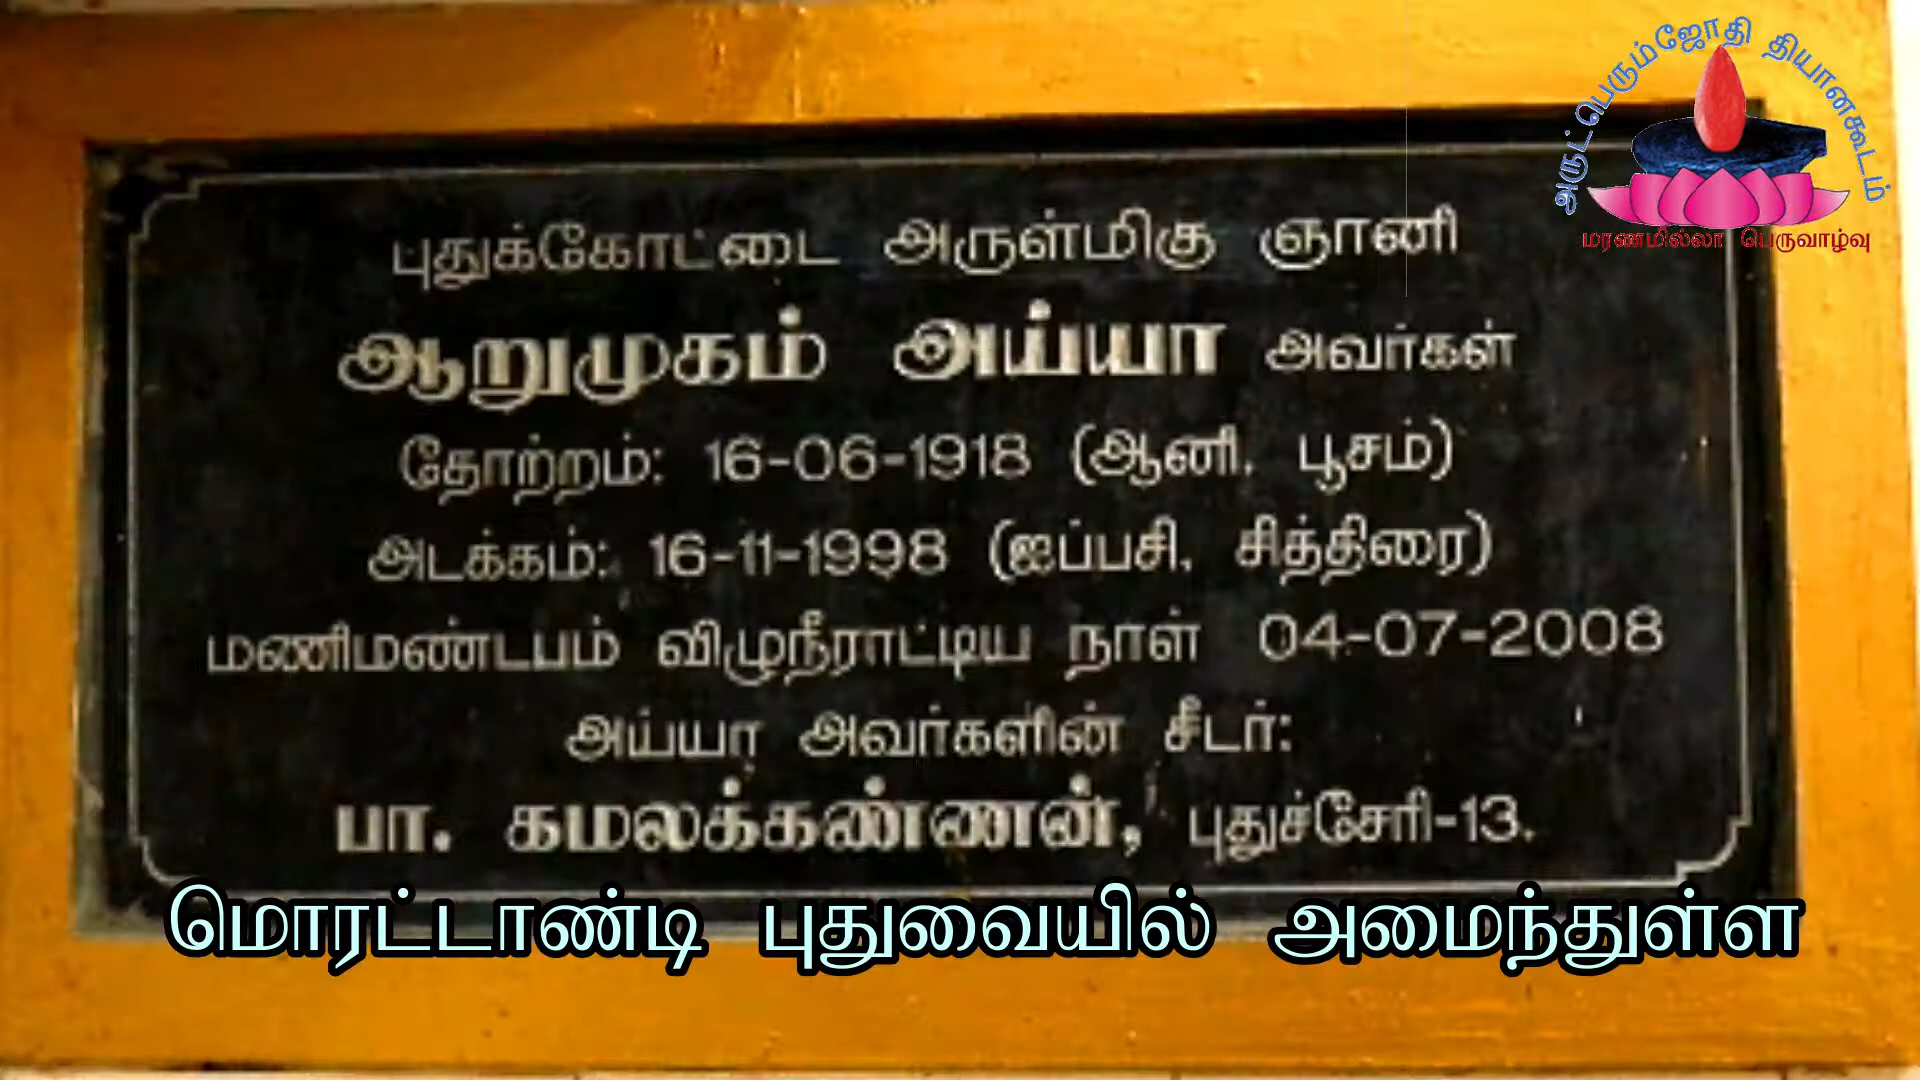 அருட்பெரும்ஜோதி தியானகூடம்
மரணமில்லா பெருவாழ்வு
புதுக்கோட்டை அருள்மிகு ஞானி
ஆறுமுகம் அய்யா அவர்கள்
தோற்றம்: 16-06-1918 (ஆனி. பூசம்)
அடக்கம்: 16-11-1998 (ஐப்பசி. சித்திரை)
மணிமண்டபம் விழுநீராட்டிய நாள் 04-07-2008
அய்யா அவர்களின் சீடர்:
பா. கமலக்கண்ணன், புதுச்சேரி-13.
மொரட்டாண்டி புதுவையில் அமைந்துள்ள